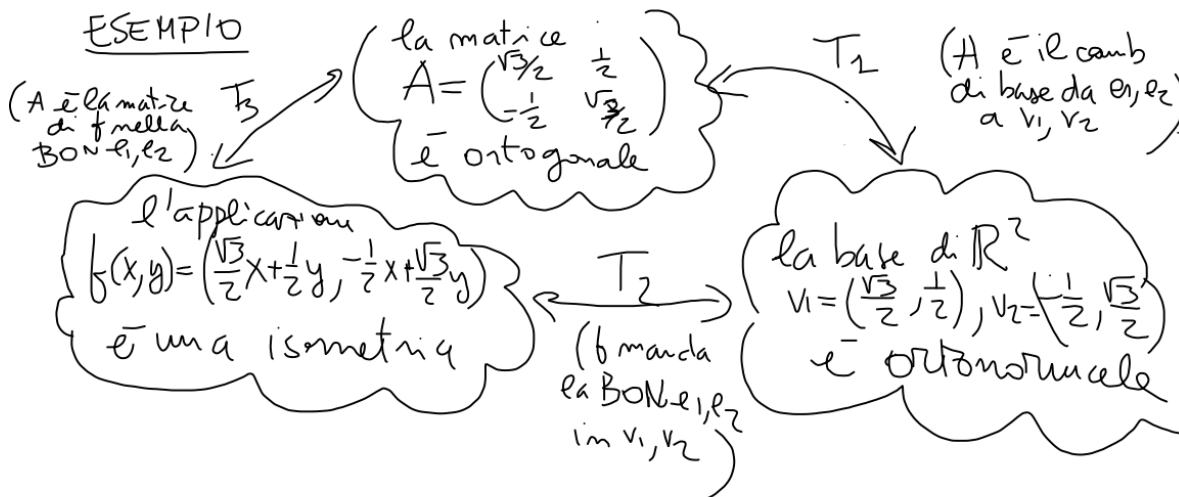 ESEMPIO
(la matrice
A = (√3/2 1/2
-1/2 √3/2)
è ortogonale
T1
(A è il camb
di base da e1, e2
a v1, v2)
(A è la matrice
di f nella
BON e1, e2)
T3
l'applicazione
f(x,y) = (√3/2 x + 1/2 y, -1/2 x + √3/2 y)
è una isometria
T2
(f manda
la BON e1, e2
in v1, v2)
la base di ℝ²
v1 = (√3/2, 1/2), v2 = (-1/2, √3/2)
è ortonormale